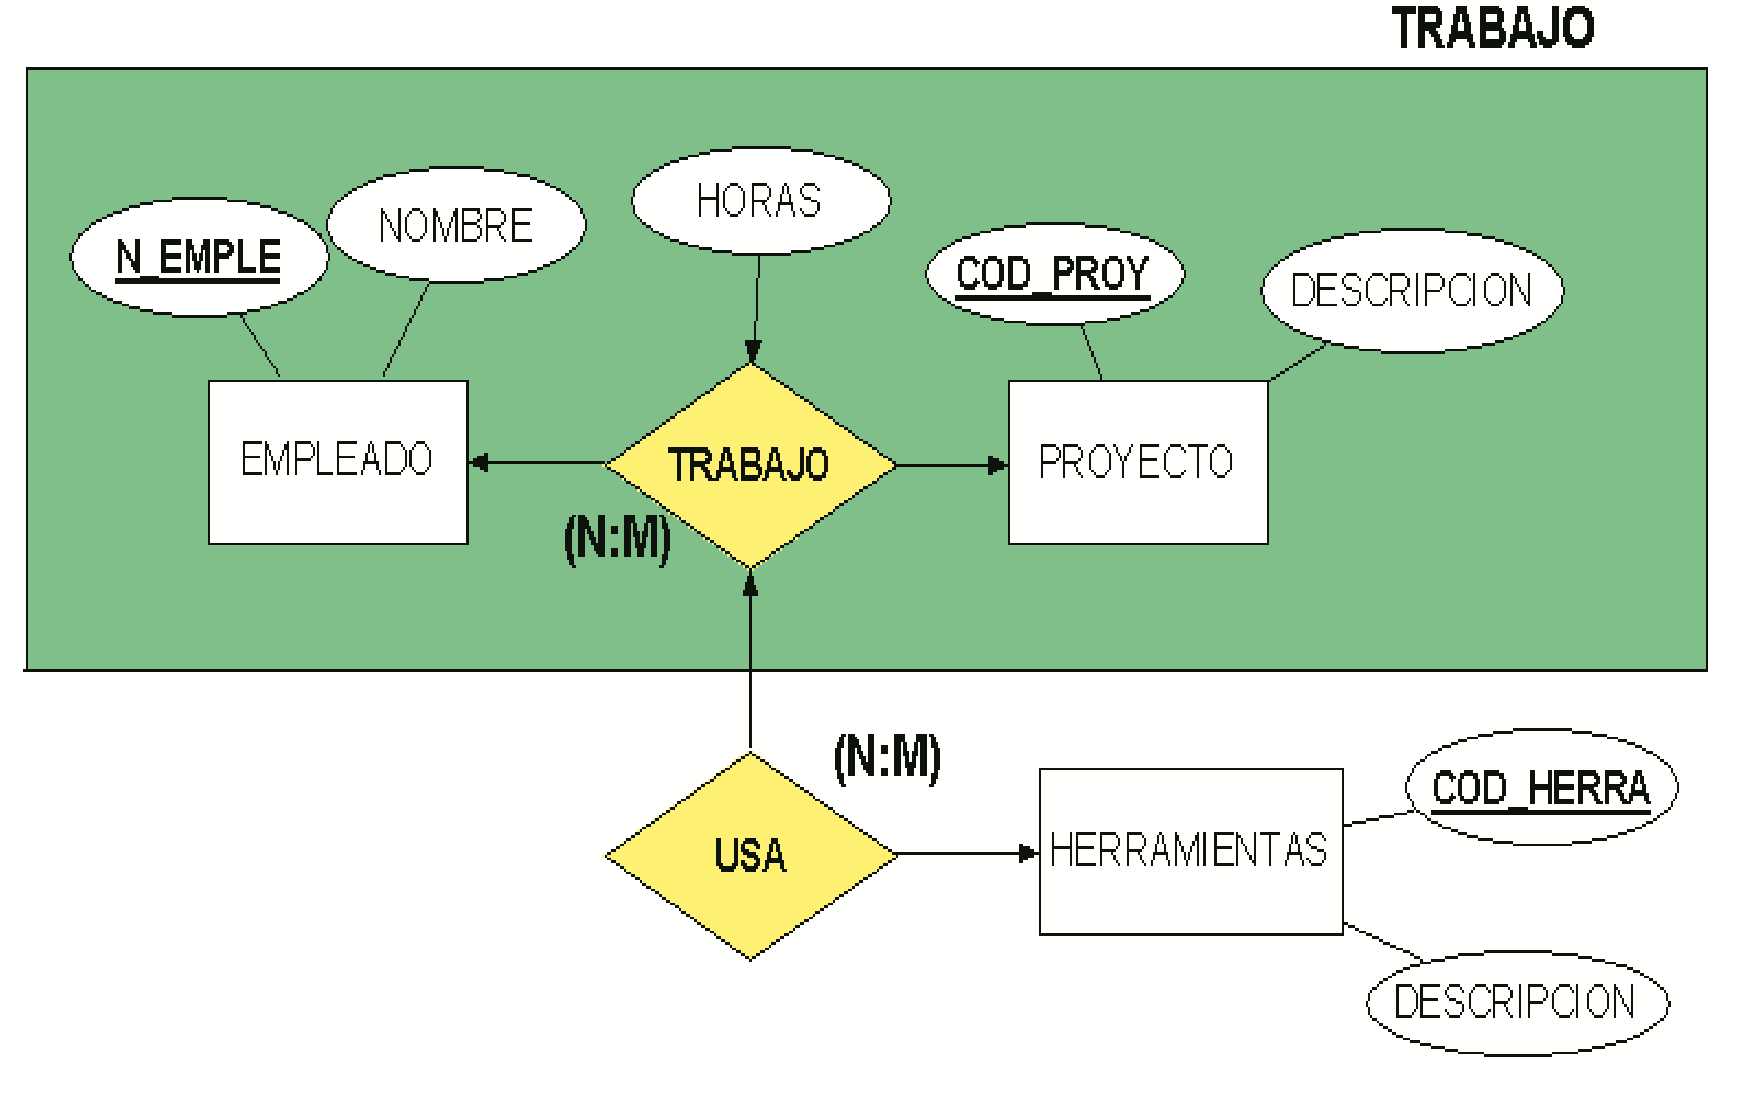 TRABAJO
N_EMPLE
NOMBRE
HORAS
COD_PROY
DESCRIPCION
EMPLEADO
TRABAJO
PROYECTO
(N:M)
(N:M)
USA
HERRAMIENTAS
COD_HERRA
DESCRIPCION